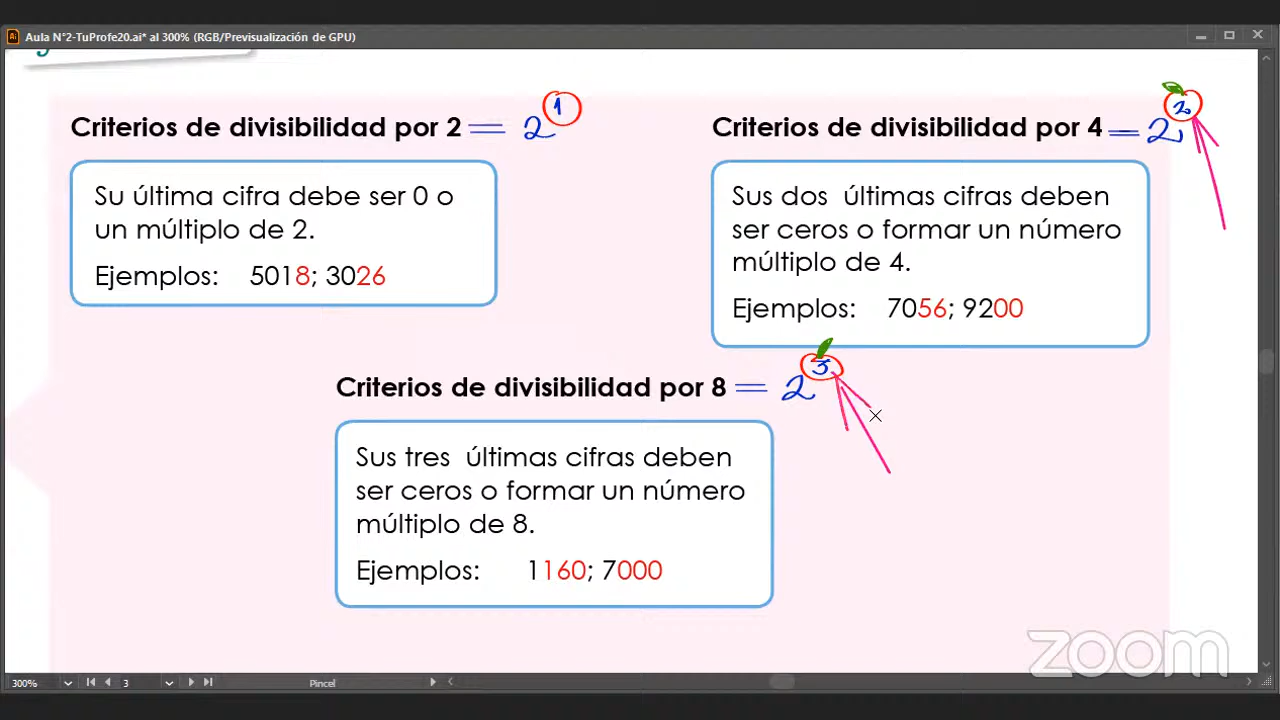 Aula N°2-TuProfe20.ai* al 300% (RGB/Previsualización de GPU)
Criterios de divisibilidad por 2 = 2^1
Su última cifra debe ser 0 o
un múltiplo de 2.
Ejemplos: 5018; 3026
Criterios de divisibilidad por 4 = 2^2
Sus dos últimas cifras deben
ser ceros o formar un número
múltiplo de 4.
Ejemplos: 7056; 9200
Criterios de divisibilidad por 8 = 2^3
Sus tres últimas cifras deben
ser ceros o formar un número
múltiplo de 8.
Ejemplos: 1160; 7000
zoom
300% 3 Pincel